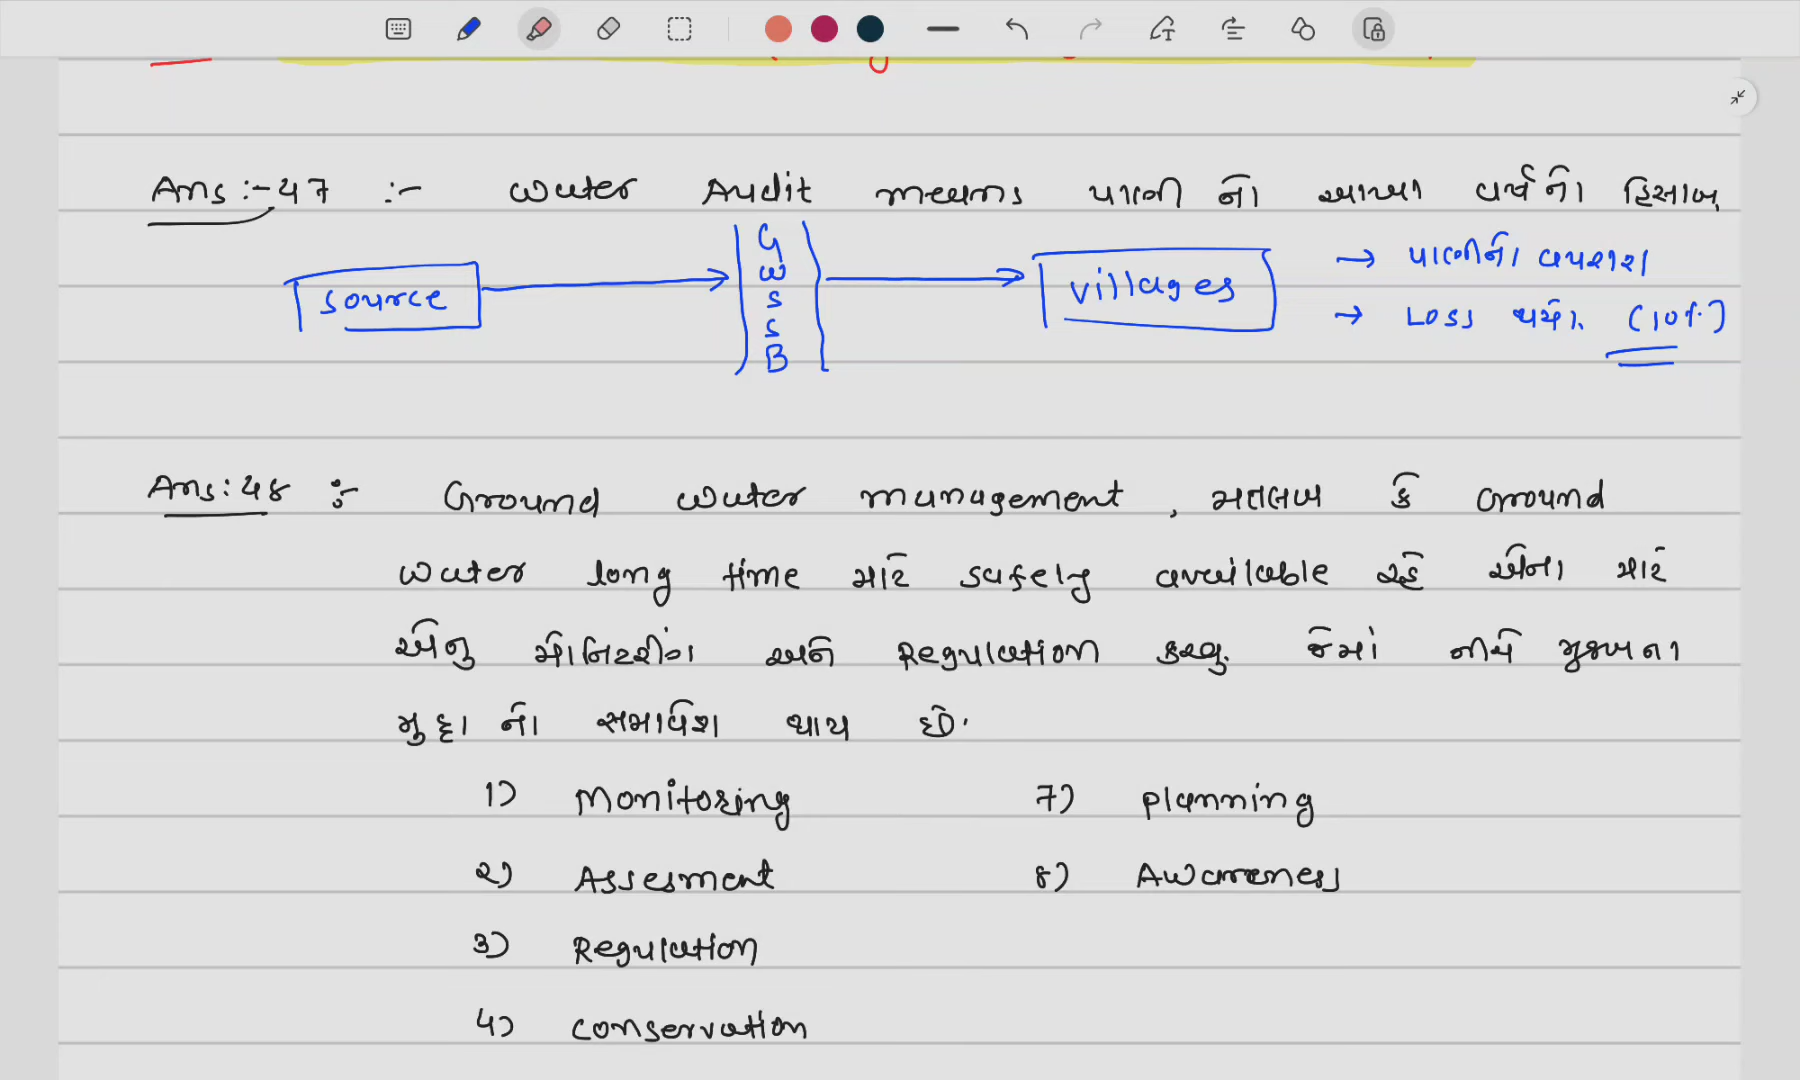 Ans :- 47 :- water Audit means પાણી નો આખા વર્ષ નો હિસાબ.
source → GWSSB → villages
→ પાણીનો વપરાશ
→ Loss થયો. (10%)
Ans: 48 :- Ground water management, મતલબ કે Ground
water long time માટે safely available રહે એના માટે
એનુ મોનિટરીંગ અને Regulation કરવુ. જેમાં નીચે મુજબ ના
મુદ્દા નો સમાવેશ થાય છે.
1) Monitoring 7) planning
2) Assesment 8) Awareness
3) Regulation
4) conservation